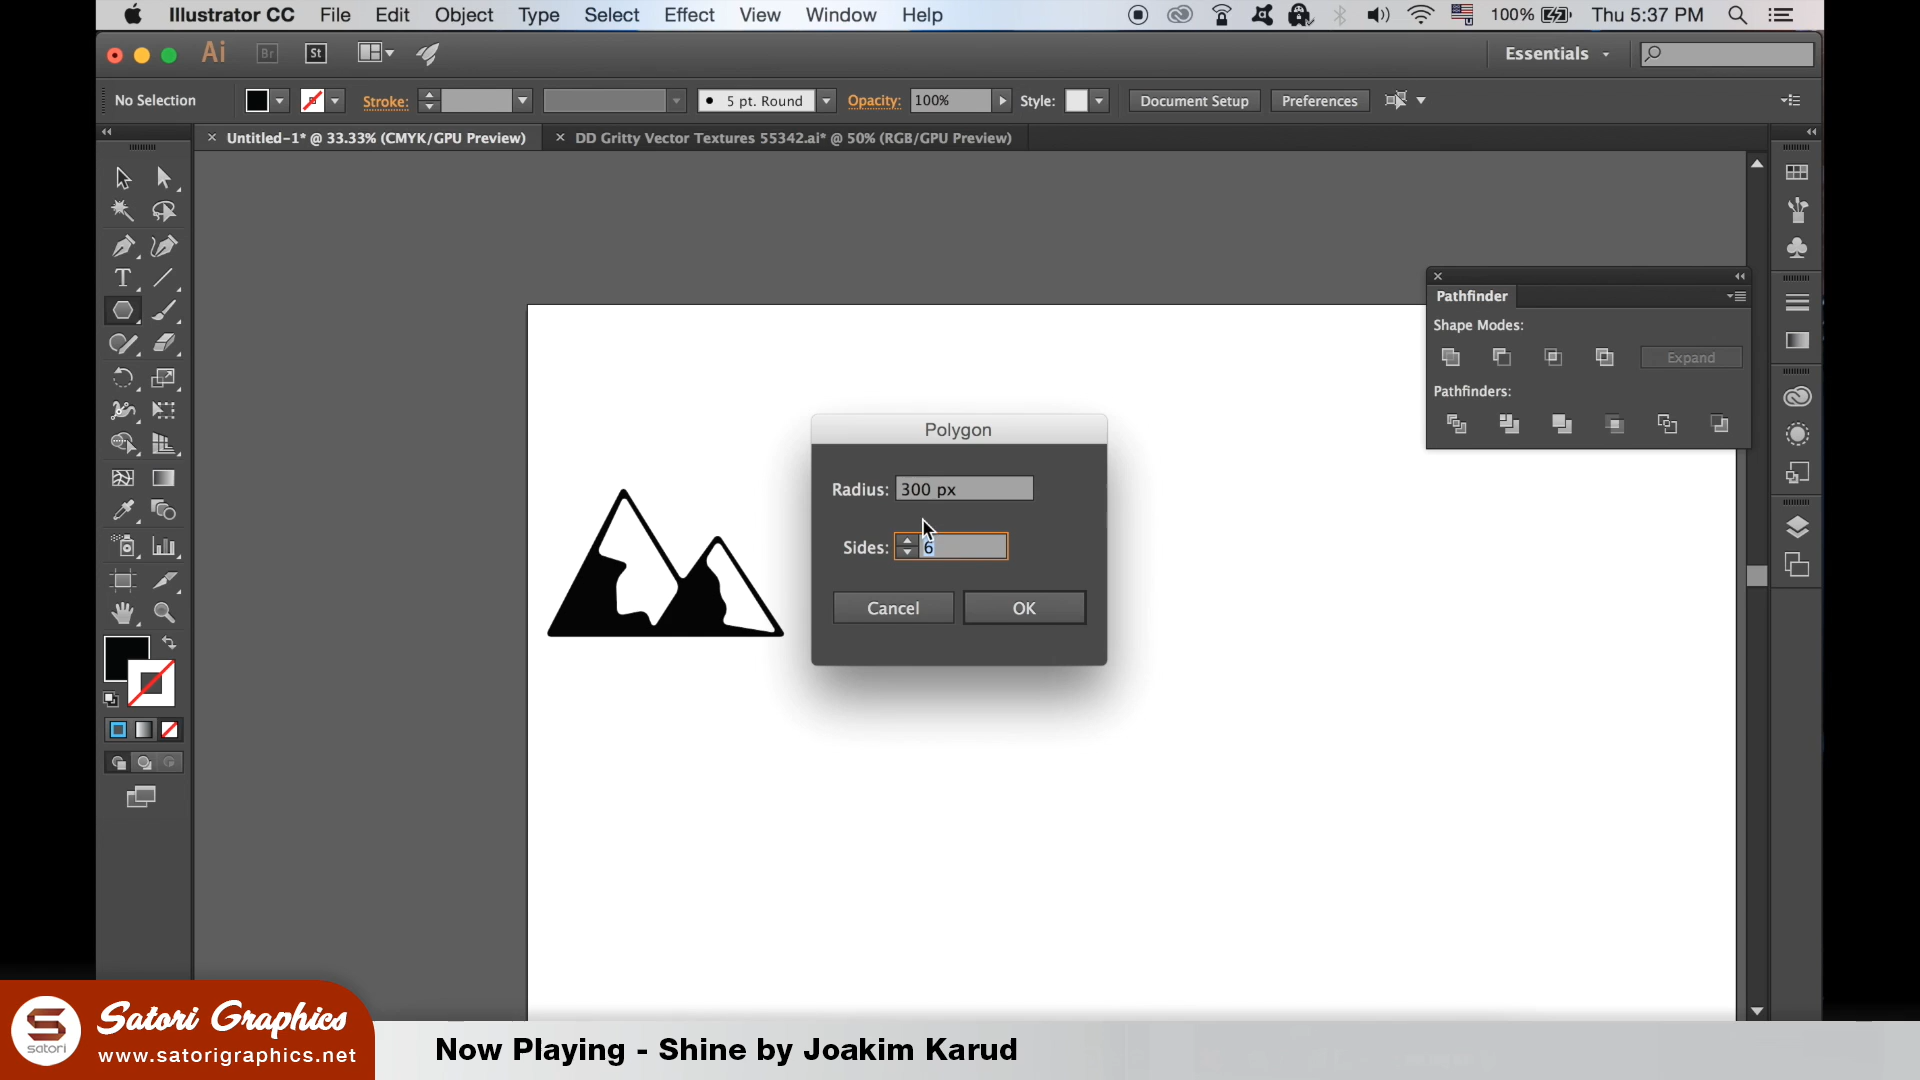 Illustrator CC File Edit Object Type Select Effect View Window Help 100% Thu 5:37 PM
Ai Br St Essentials
No Selection Stroke: 5 pt. Round Opacity: 100% Style: Document Setup Preferences
Untitled-1* @ 33.33% (CMYK/GPU Preview) DD Gritty Vector Textures 55342.ai* @ 50% (RGB/GPU Preview)
T
Pathfinder
Shape Modes:
Expand
Pathfinders:
Polygon
Radius: 300 px
Sides: 6
Cancel OK
Satori Graphics
satori
www.satorigraphics.net
Now Playing - Shine by Joakim Karud